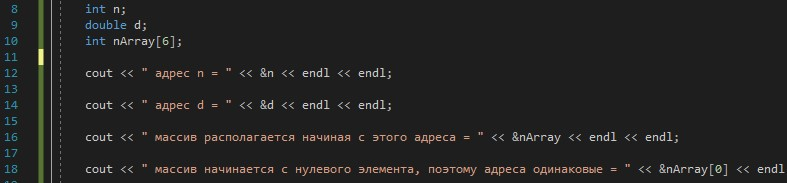 8 int n;
9 double d;
10 int nArray[6];
11
12 cout << " адрес n = " << &n << endl << endl;
13
14 cout << " адрес d = " << &d << endl << endl;
15
16 cout << " массив располагается начиная с этого адреса = " << &nArray << endl << endl;
17
18 cout << " массив начинается с нулевого элемента, поэтому адреса одинаковые = " << &nArray[0] << endl